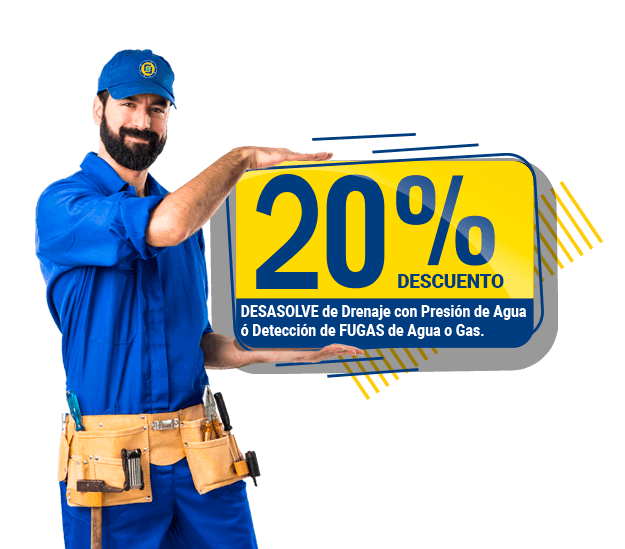 20%
DESCUENTO
DESASOLVE de Drenaje con Presión de Agua
ó Detección de FUGAS de Agua o Gas.